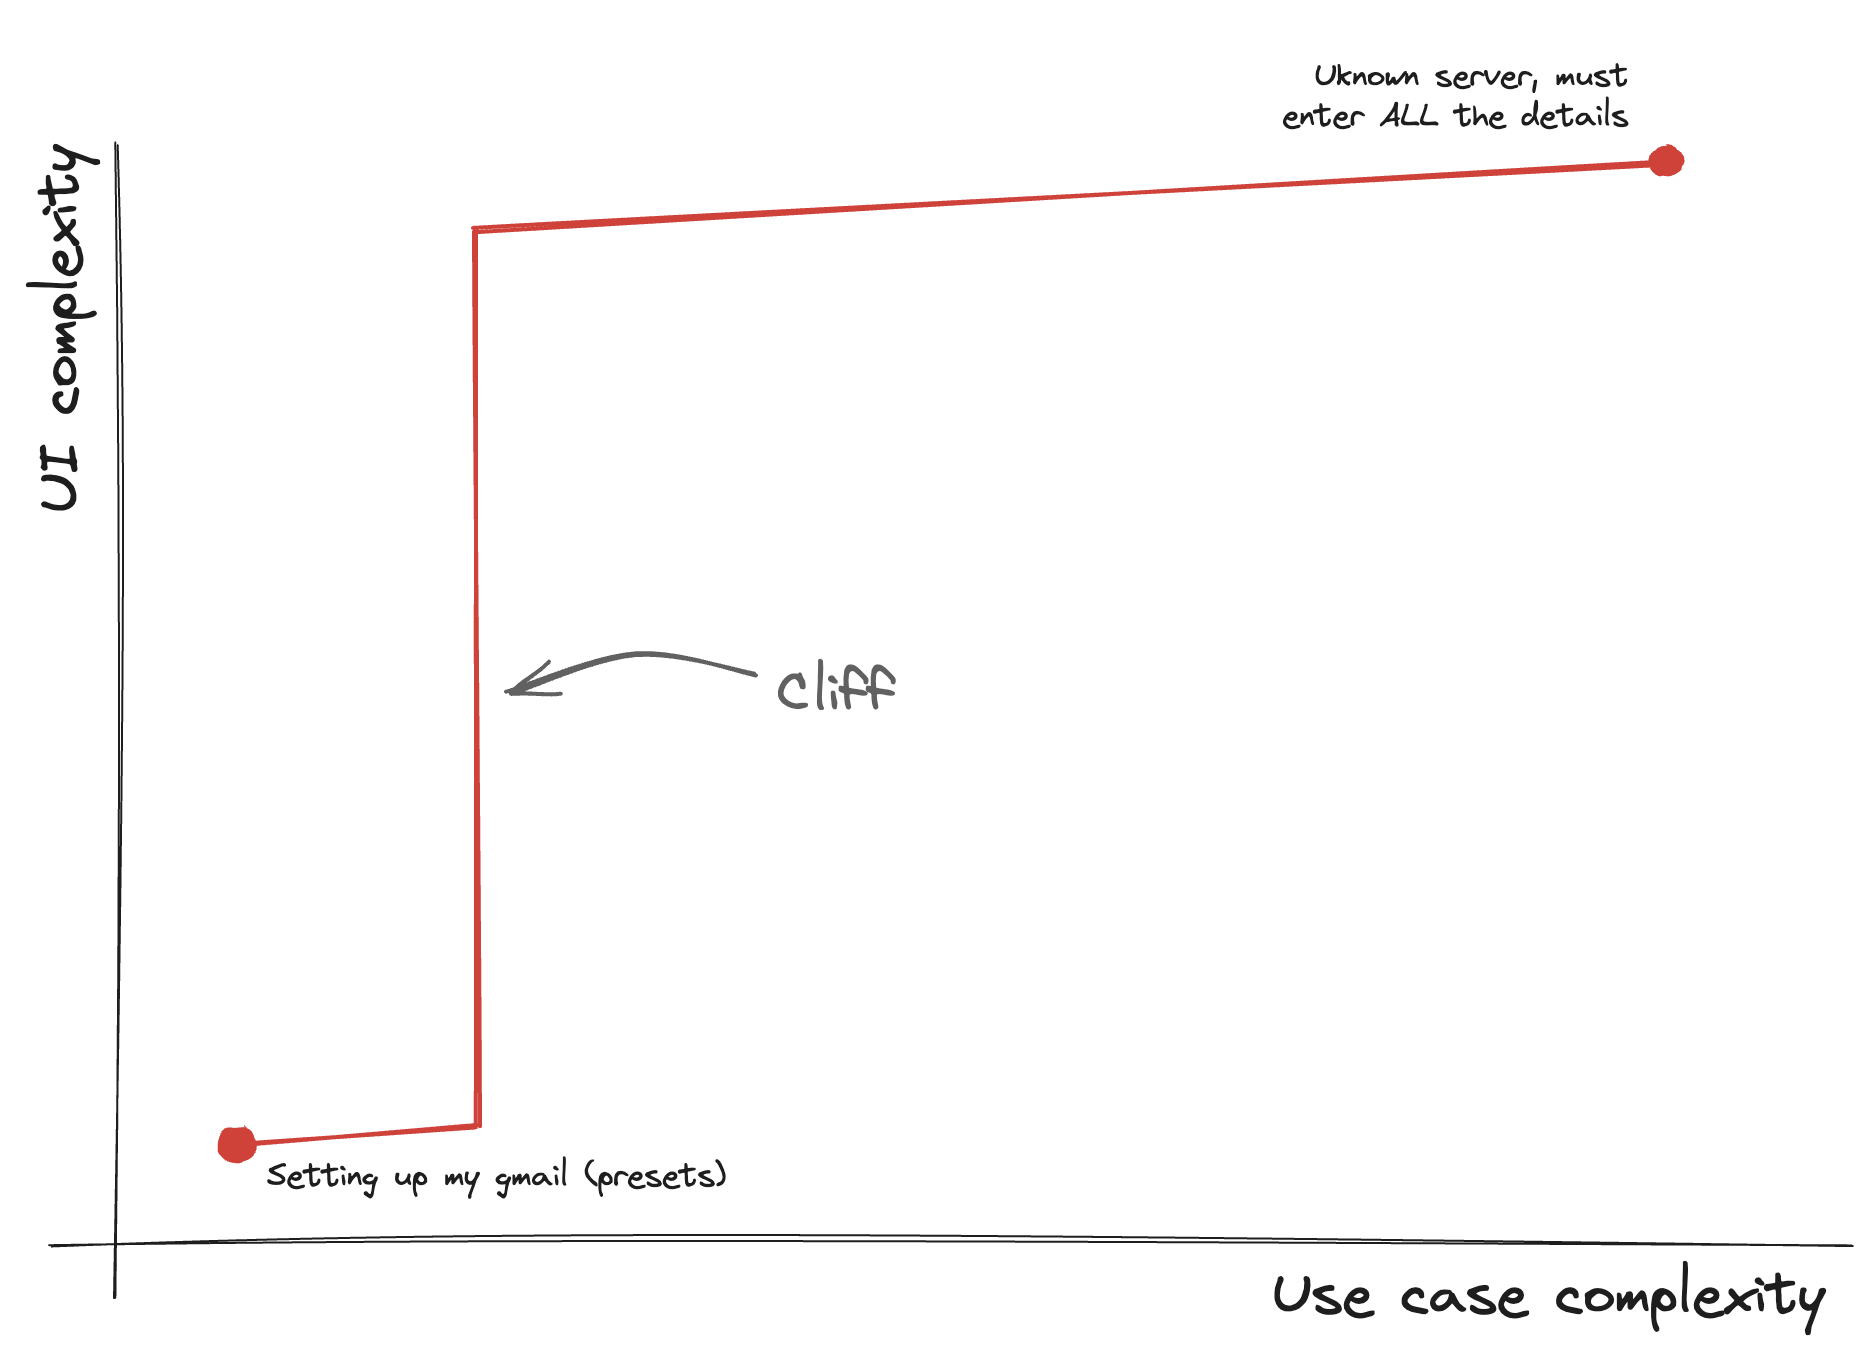 Uknown server, must
enter ALL the details
UI complexity
Cliff
Setting up my gmail (presets)
Use case complexity